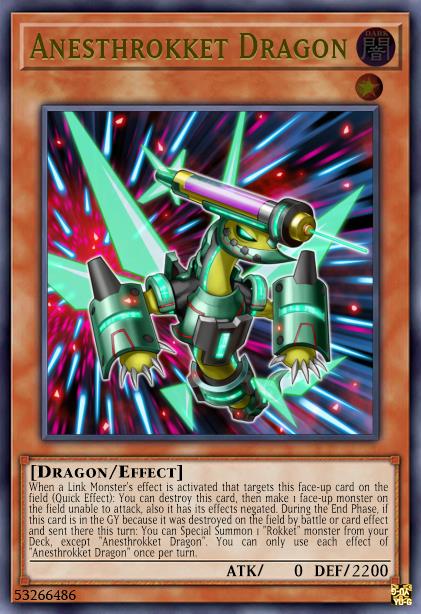 ANESTHROKKET DRAGON
DARK
闇
[DRAGON/EFFECT]
When a Link Monster's effect is activated that targets this face-up card on the
field (Quick Effect): You can destroy this card, then make 1 face-up monster on
the field unable to attack, also it has its effects negated. During the End Phase, if
this card is in the GY because it was destroyed on the field by battle or card effect
and sent there this turn: You can Special Summon 1 "Rokket" monster from your
Deck, except "Anesthrokket Dragon". You can only use each effect of
"Anesthrokket Dragon" once per turn.
ATK/ 0 DEF/2200
53266486